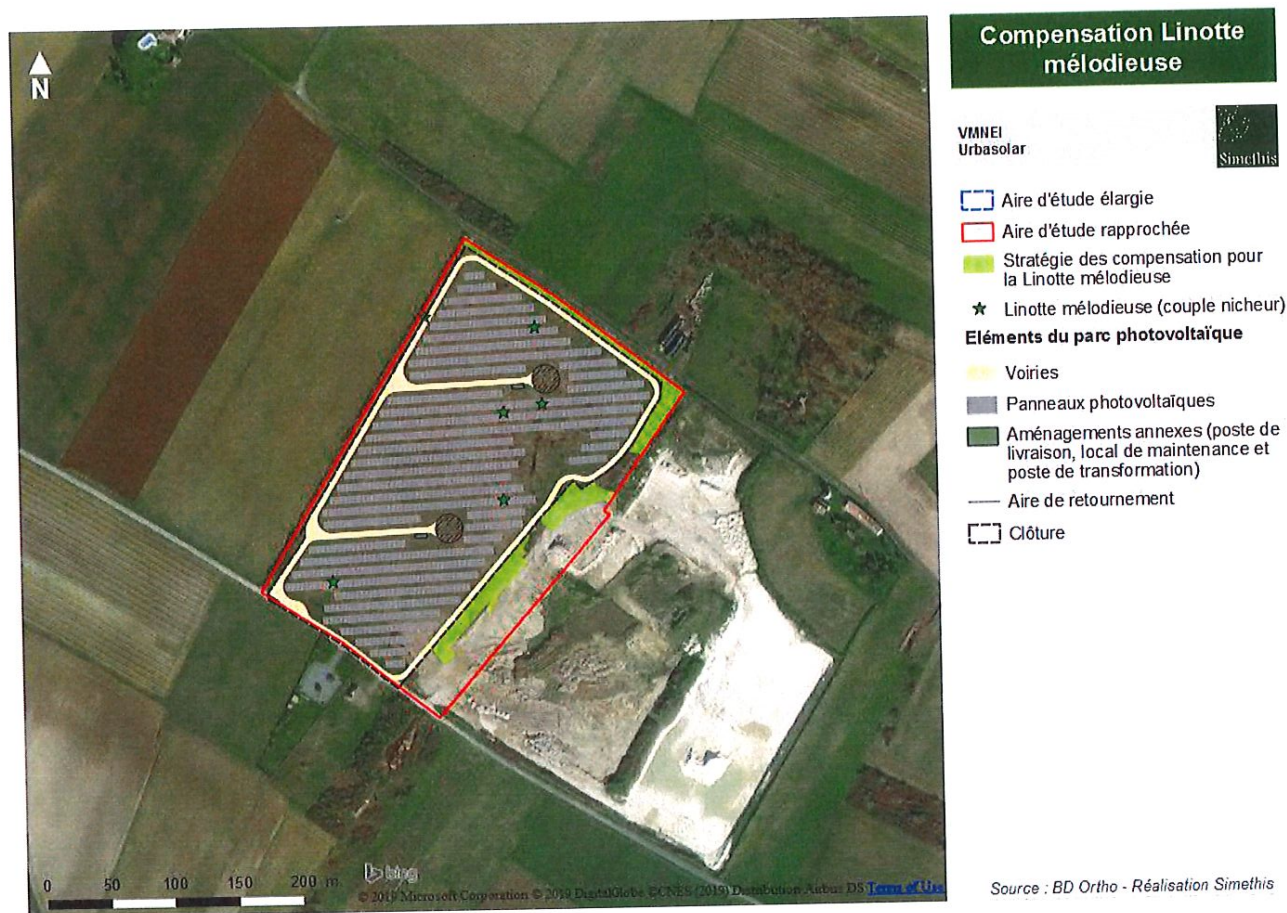 N
Compensation Linotte
mélodieuse
VMNEI
Urbasolar
Simethis
Aire d'étude élargie
Aire d'étude rapprochée
Stratégie des compensation pour
la Linotte mélodieuse
Linotte mélodieuse (couple nicheur)
Eléments du parc photovoltaïque
Voiries
Panneaux photovoltaïques
Aménagements annexes (poste de
livraison, local de maintenance et
poste de transformation)
Aire de retournement
Clôture
0 50 100 150 200 m
bing
© 2019 Microsoft Corporation © 2019 DigitalGlobe ©CNES (2019) Distribution Airbus DS Terms of Use
Source : BD Ortho - Réalisation Simethis